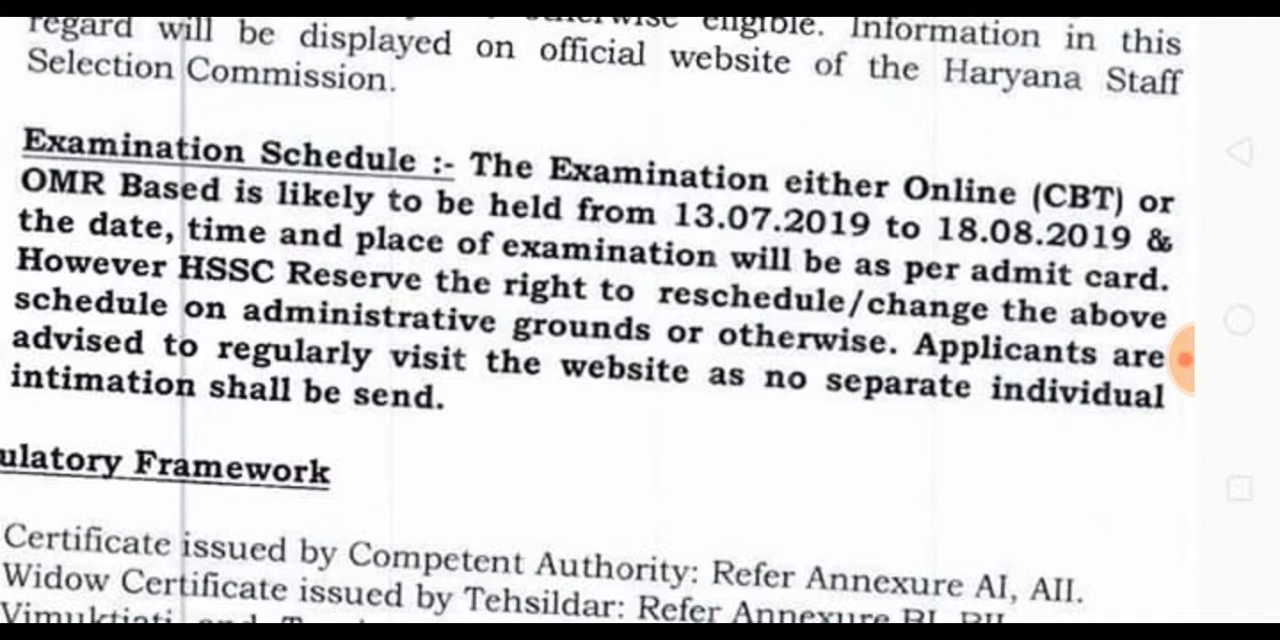 regard will be displayed on official website of the Haryana Staff
Selection Commission.
Examination Schedule :- The Examination either Online (CBT) or
OMR Based is likely to be held from 13.07.2019 to 18.08.2019 &
the date, time and place of examination will be as per admit card.
However HSSC Reserve the right to reschedule/change the above
schedule on administrative grounds or otherwise. Applicants are
advised to regularly visit the website as no separate individual
intimation shall be send.
ulatory Framework
Certificate issued by Competent Authority: Refer Annexure AI, AII.
Widow Certificate issued by Tehsildar: Refer Annexure BI, BII